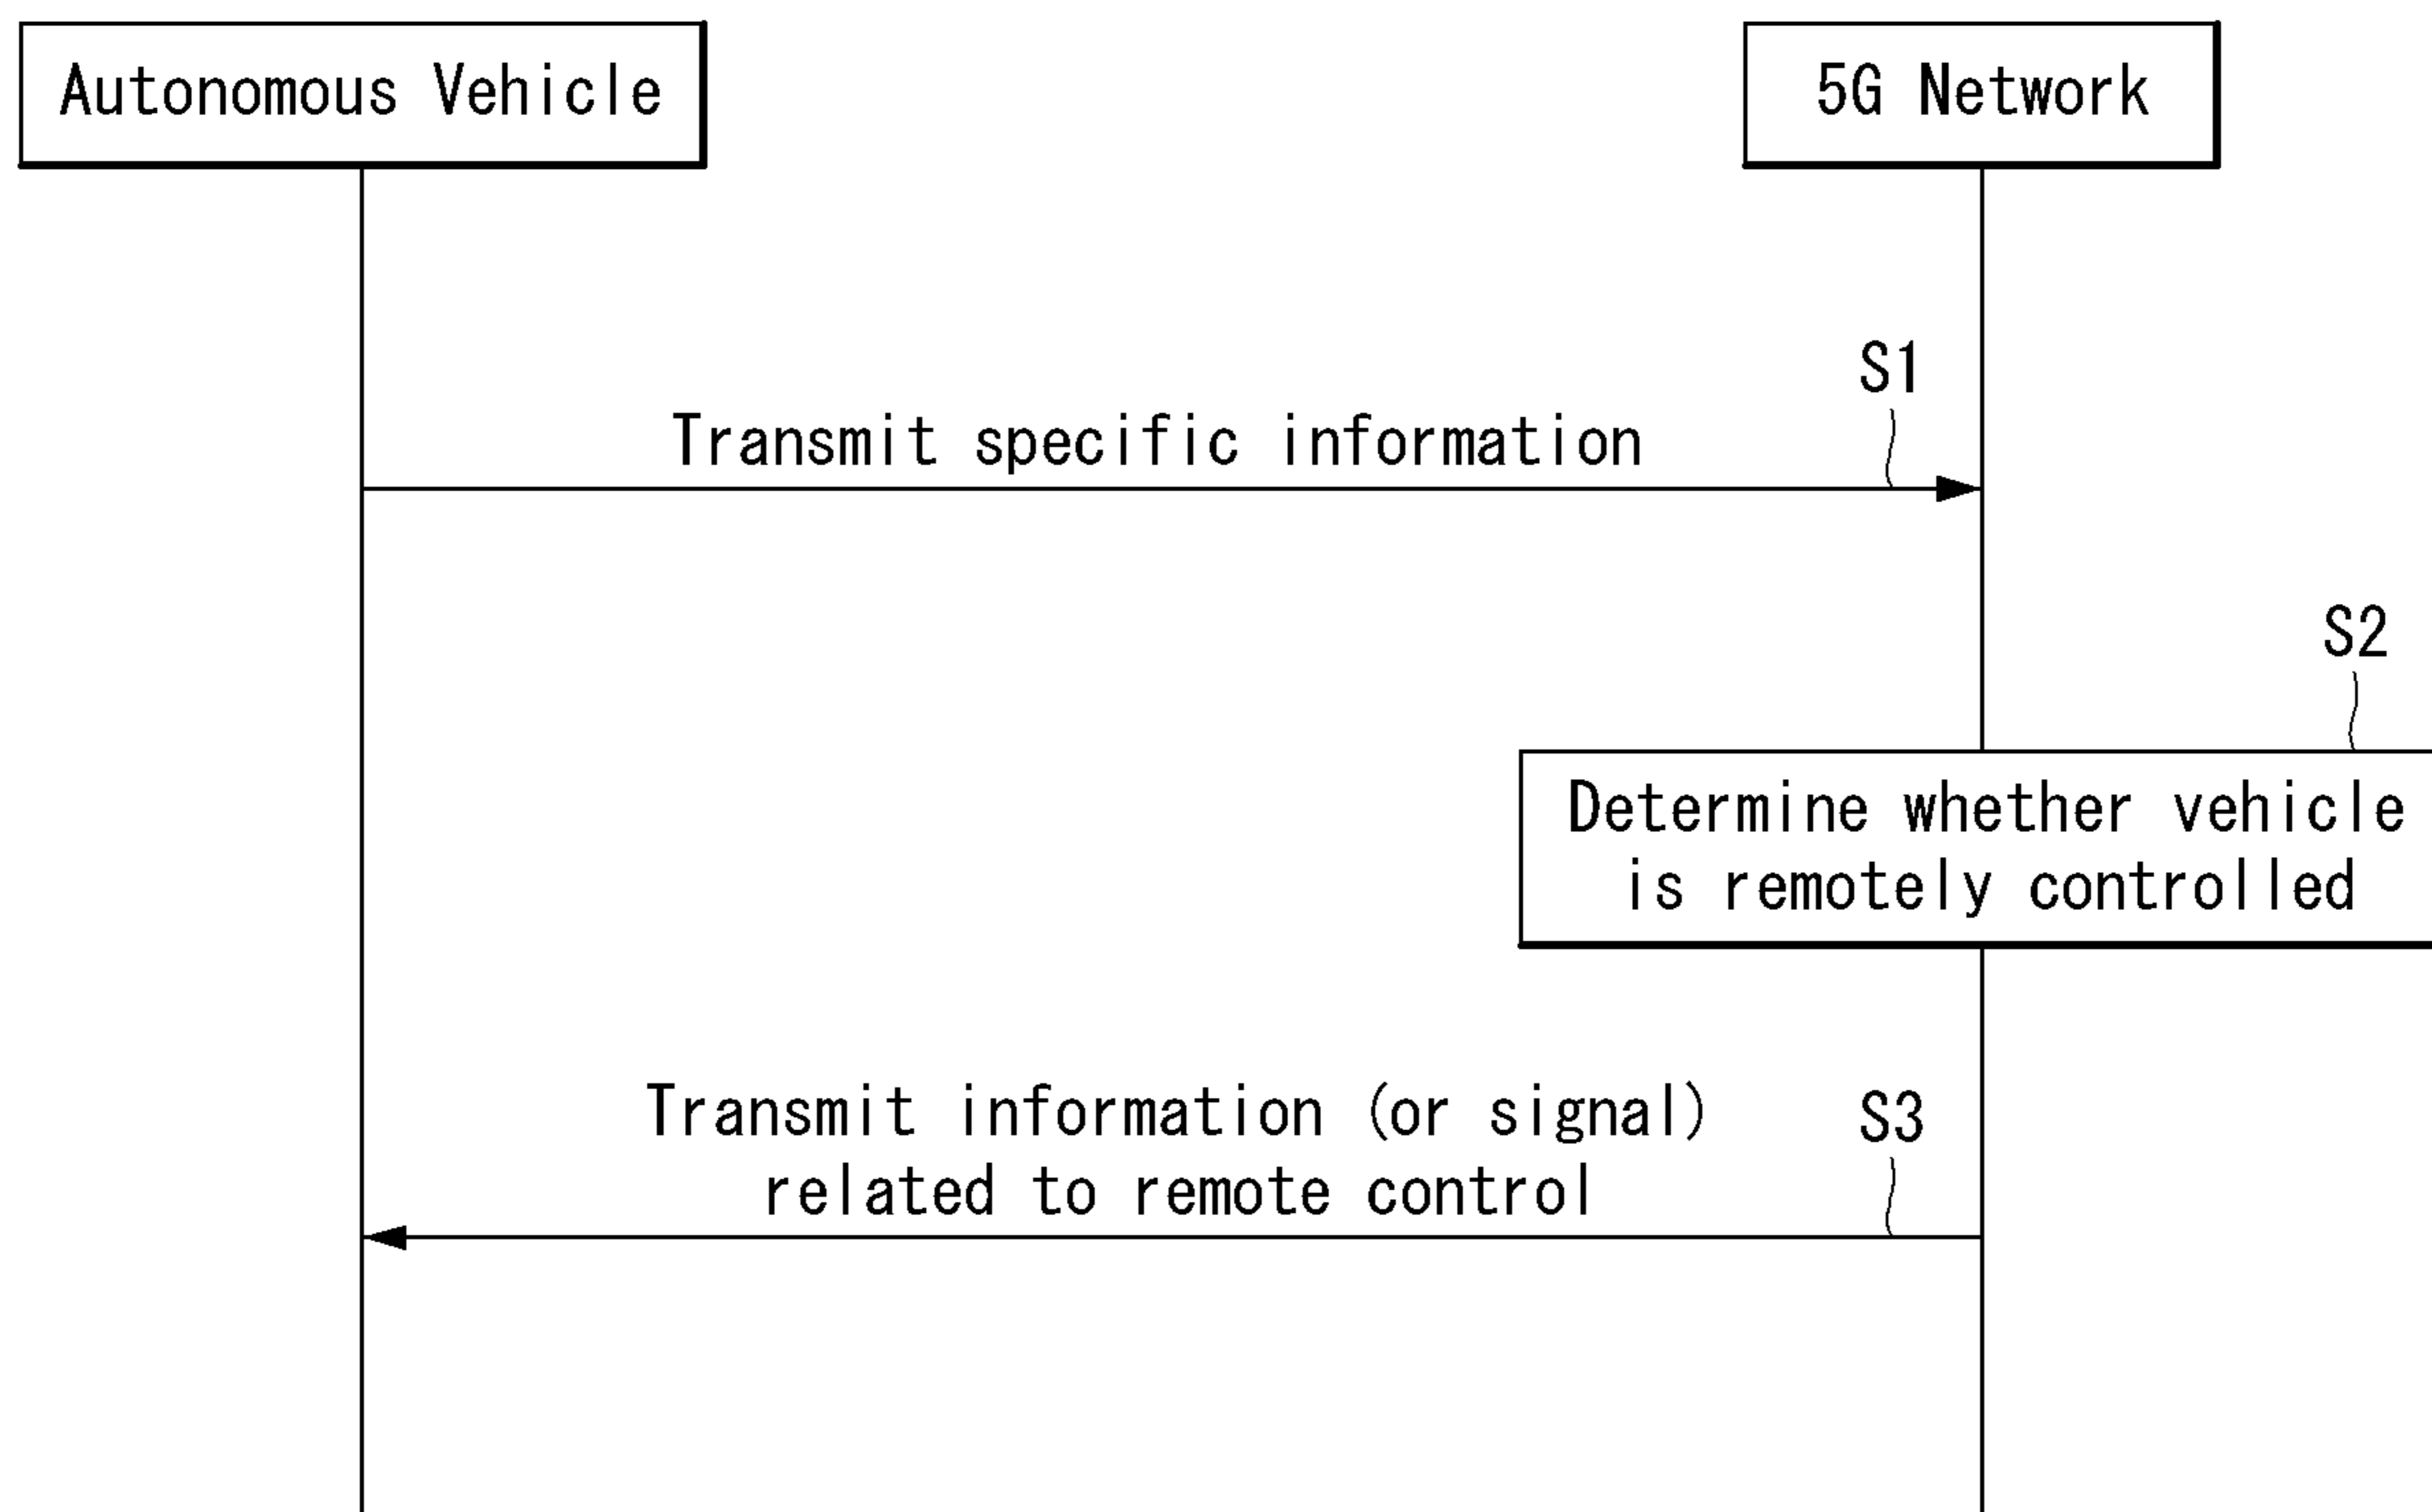 Autonomous Vehicle
5G Network
S1
Transmit specific information
S2
Determine whether vehicle
is remotely controlled
Transmit information (or signal)
related to remote control
S3